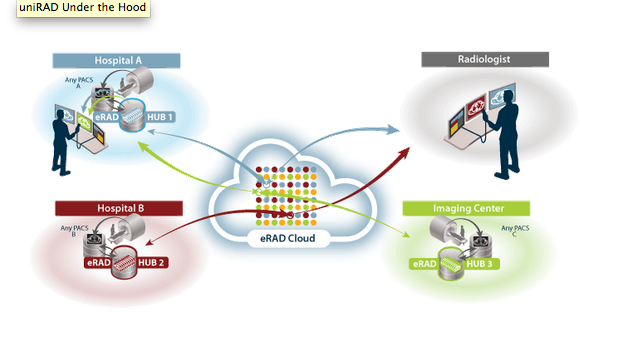 uniRAD Under the Hood
Hospital A
Any PACS
A
eRAD HUB 1
Radiologist
Hospital B
Any PACS
B
eRAD HUB 2
eRAD Cloud
Imaging Center
Any PACS
C
eRAD HUB 3